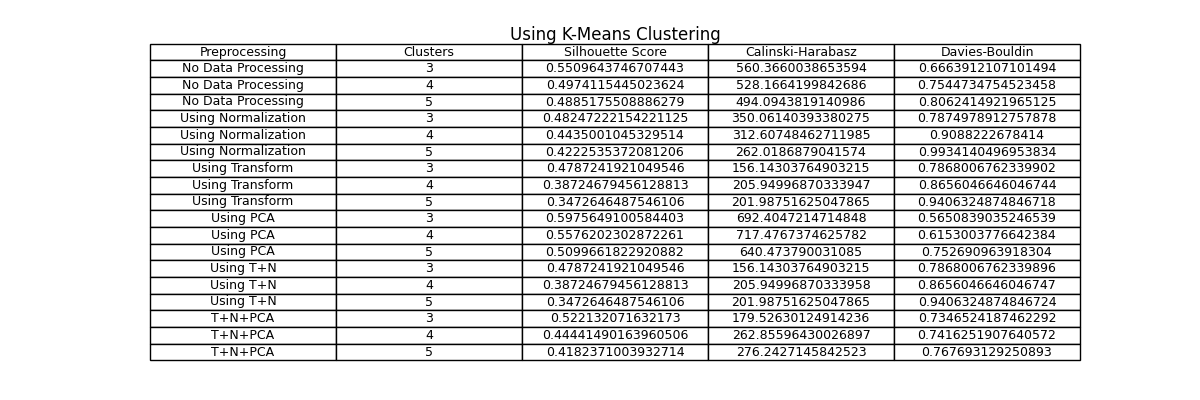 Using K-Means Clustering
Preprocessing Clusters Silhouette Score Calinski-Harabasz Davies-Bouldin
No Data Processing 3 0.5509643746707443 560.3660038653594 0.6663912107101494
No Data Processing 4 0.4974115445023624 528.1664199842686 0.7544734754523458
No Data Processing 5 0.4885175508886279 494.0943819140986 0.8062414921965125
Using Normalization 3 0.48247222154221125 350.06140393380275 0.7874978912757878
Using Normalization 4 0.4435001045329514 312.60748462711985 0.9088222678414
Using Normalization 5 0.4222535372081206 262.0186879041574 0.9934140496953834
Using Transform 3 0.4787241921049546 156.14303764903215 0.7868006762339902
Using Transform 4 0.38724679456128813 205.94996870333947 0.8656046646046744
Using Transform 5 0.3472646487546106 201.98751625047865 0.9406324874846718
Using PCA 3 0.5975649100584403 692.4047214714848 0.5650839035246539
Using PCA 4 0.5576202302872261 717.4767374625782 0.6153003776642384
Using PCA 5 0.5099661822920882 640.473790031085 0.752690963918304
Using T+N 3 0.4787241921049546 156.14303764903215 0.7868006762339896
Using T+N 4 0.38724679456128813 205.94996870333958 0.8656046646046747
Using T+N 5 0.3472646487546106 201.98751625047865 0.9406324874846724
T+N+PCA 3 0.522132071632173 179.52630124914236 0.7346524187462292
T+N+PCA 4 0.44441490163960506 262.85596430026897 0.7416251907640572
T+N+PCA 5 0.4182371003932714 276.2427145842523 0.767693129250893